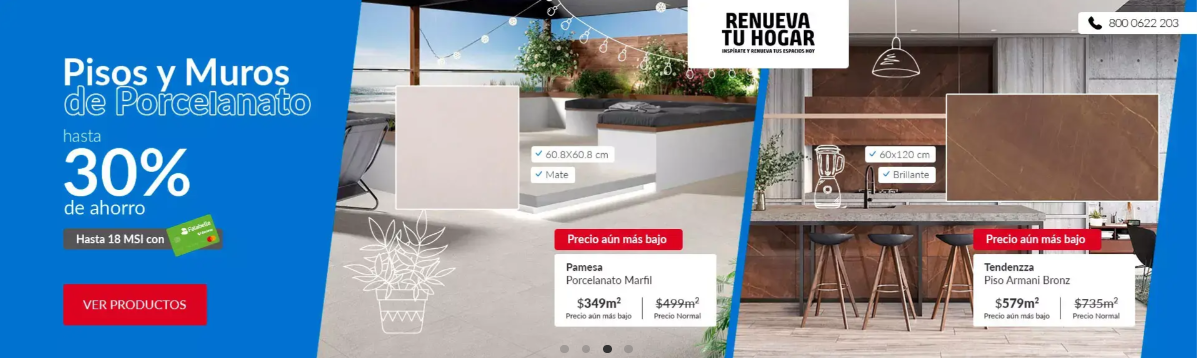 Pisos y Muros
de Porcelanato
hasta
30%
de ahorro
Hasta 18 MSI con
Falabella
VER PRODUCTOS
RENUEVA
TU HOGAR
INSPÍRATE Y RENUEVA TUS ESPACIOS HOY
800 0622 203
60.8X60.8 cm
Mate
Precio aún más bajo
Pamesa
Porcelanato Marfil
$349m²
$499m²
Precio aún más bajo
Precio Normal
60x120 cm
Brillante
Precio aún más bajo
Tendenzza
Piso Armani Bronz
$579m²
$735m²
Precio aún más bajo
Precio Normal